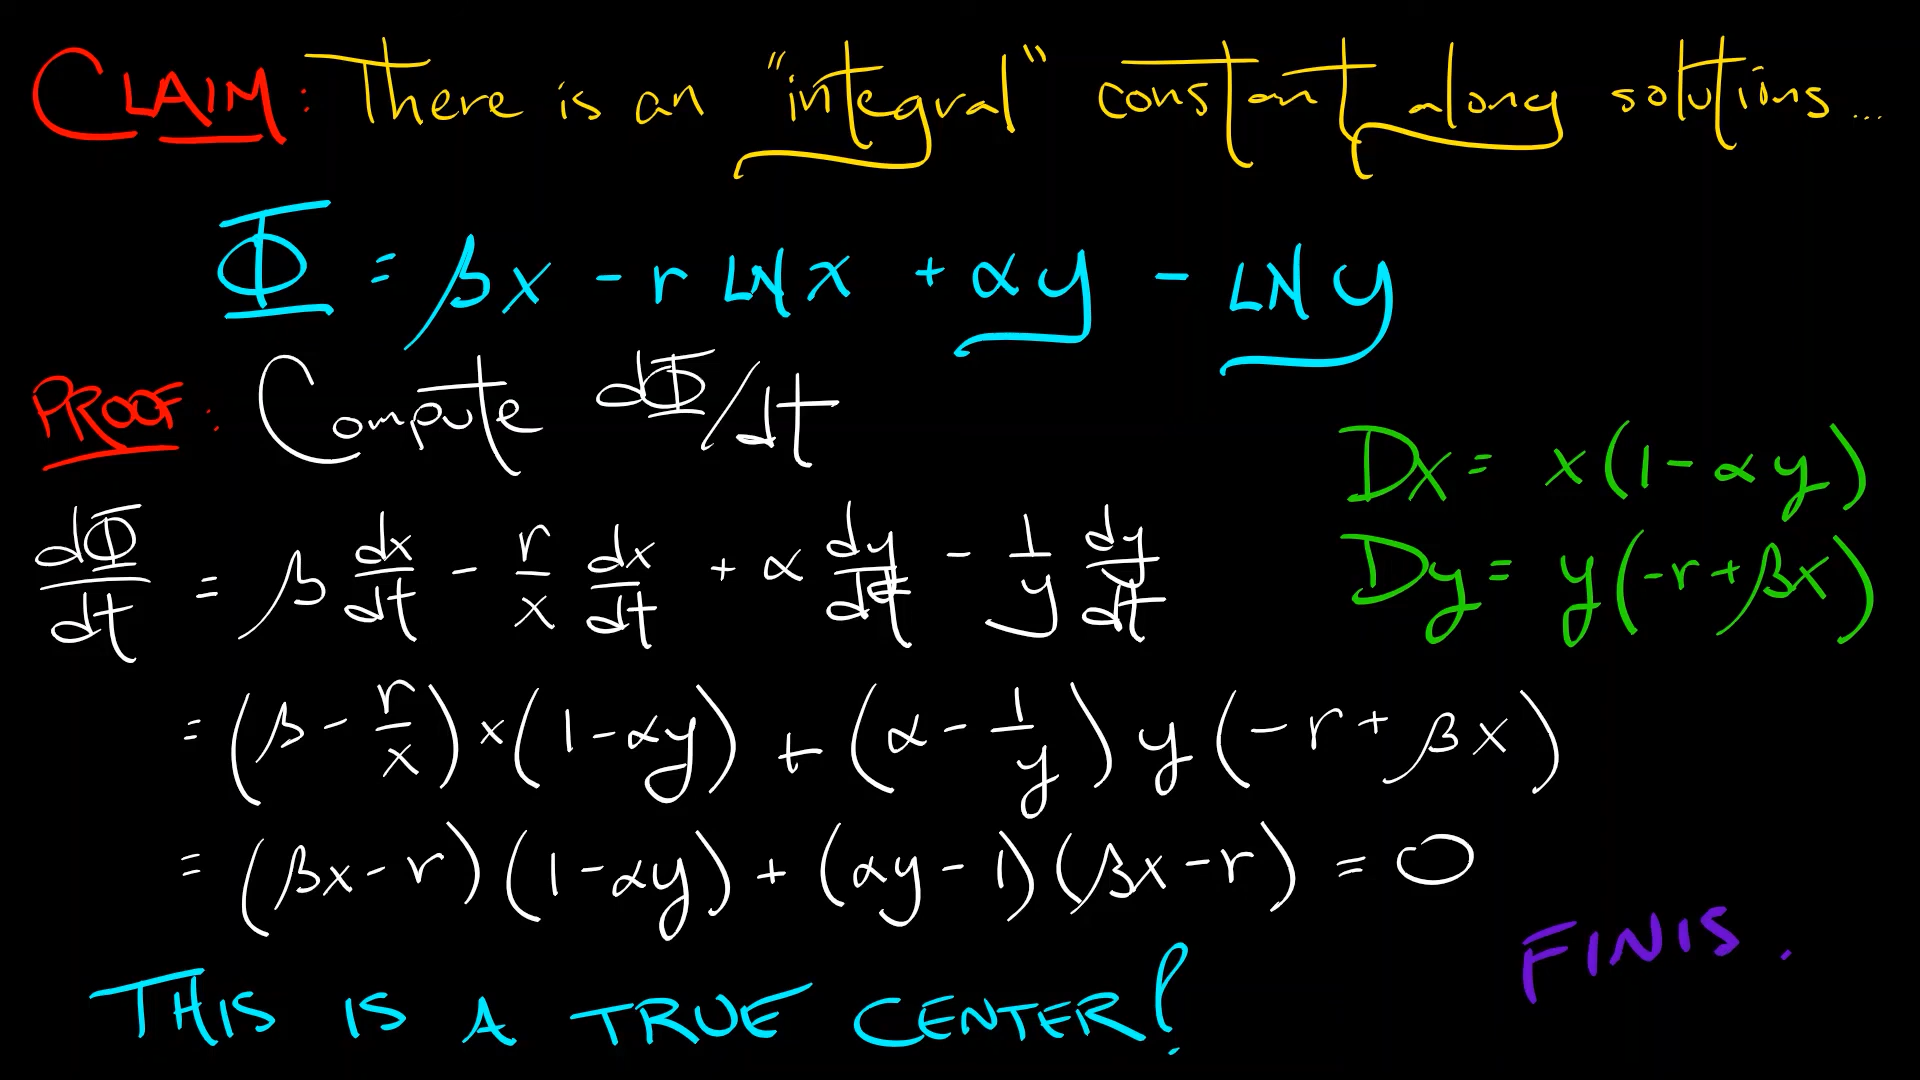 CLAIM: There is an "integral" constant along solutions...
Φ = βx - r LN x + αy - LN y
PROOF: Compute dΦ/dt
Dx = x(1-αy)
dΦ/dt = β dx/dt - r/x dx/dt + α dy/dt - 1/y dy/dt
Dy = y(-r+βx)
= (β - r/x) x (1-αy) + (α - 1/y) y (-r + βx)
= (βx-r)(1-αy) + (αy-1)(βx-r) = 0
FINIS.
THIS IS A TRUE CENTER!